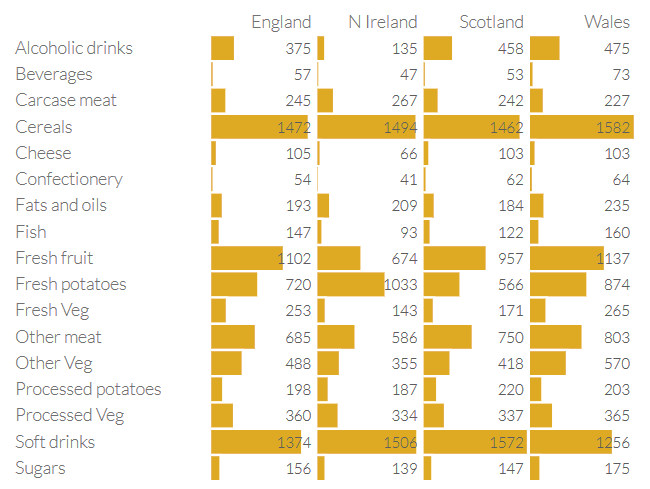 England N Ireland Scotland Wales
Alcoholic drinks 375 135 458 475
Beverages 57 47 53 73
Carcase meat 245 267 242 227
Cereals 1472 1494 1462 1582
Cheese 105 66 103 103
Confectionery 54 41 62 64
Fats and oils 193 209 184 235
Fish 147 93 122 160
Fresh fruit 1102 674 957 1137
Fresh potatoes 720 1033 566 874
Fresh Veg 253 143 171 265
Other meat 685 586 750 803
Other Veg 488 355 418 570
Processed potatoes 198 187 220 203
Processed Veg 360 334 337 365
Soft drinks 1374 1506 1572 1256
Sugars 156 139 147 175